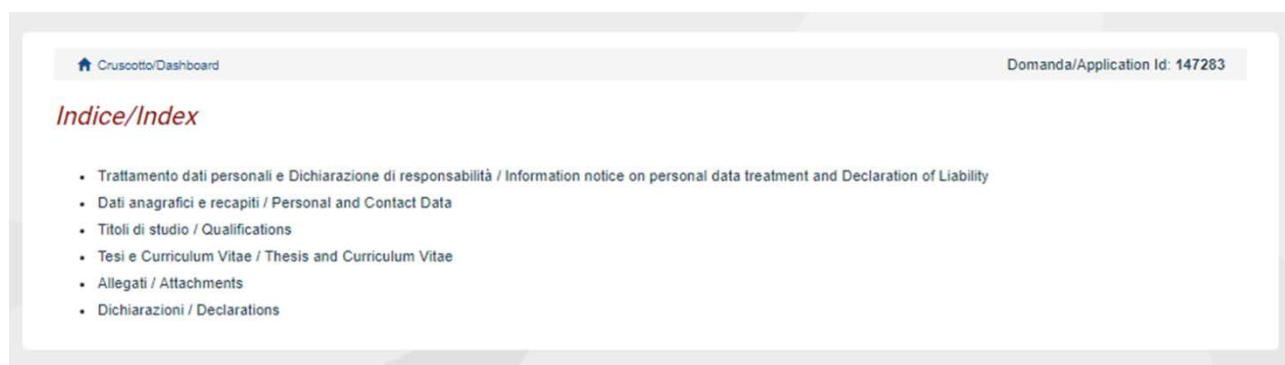 Cruscotto/Dashboard
Domanda/Application Id: 147283
Indice/Index
Trattamento dati personali e Dichiarazione di responsabilità / Information notice on personal data treatment and Declaration of Liability
Dati anagrafici e recapiti / Personal and Contact Data
Titoli di studio / Qualifications
Tesi e Curriculum Vitae / Thesis and Curriculum Vitae
Allegati / Attachments
Dichiarazioni / Declarations